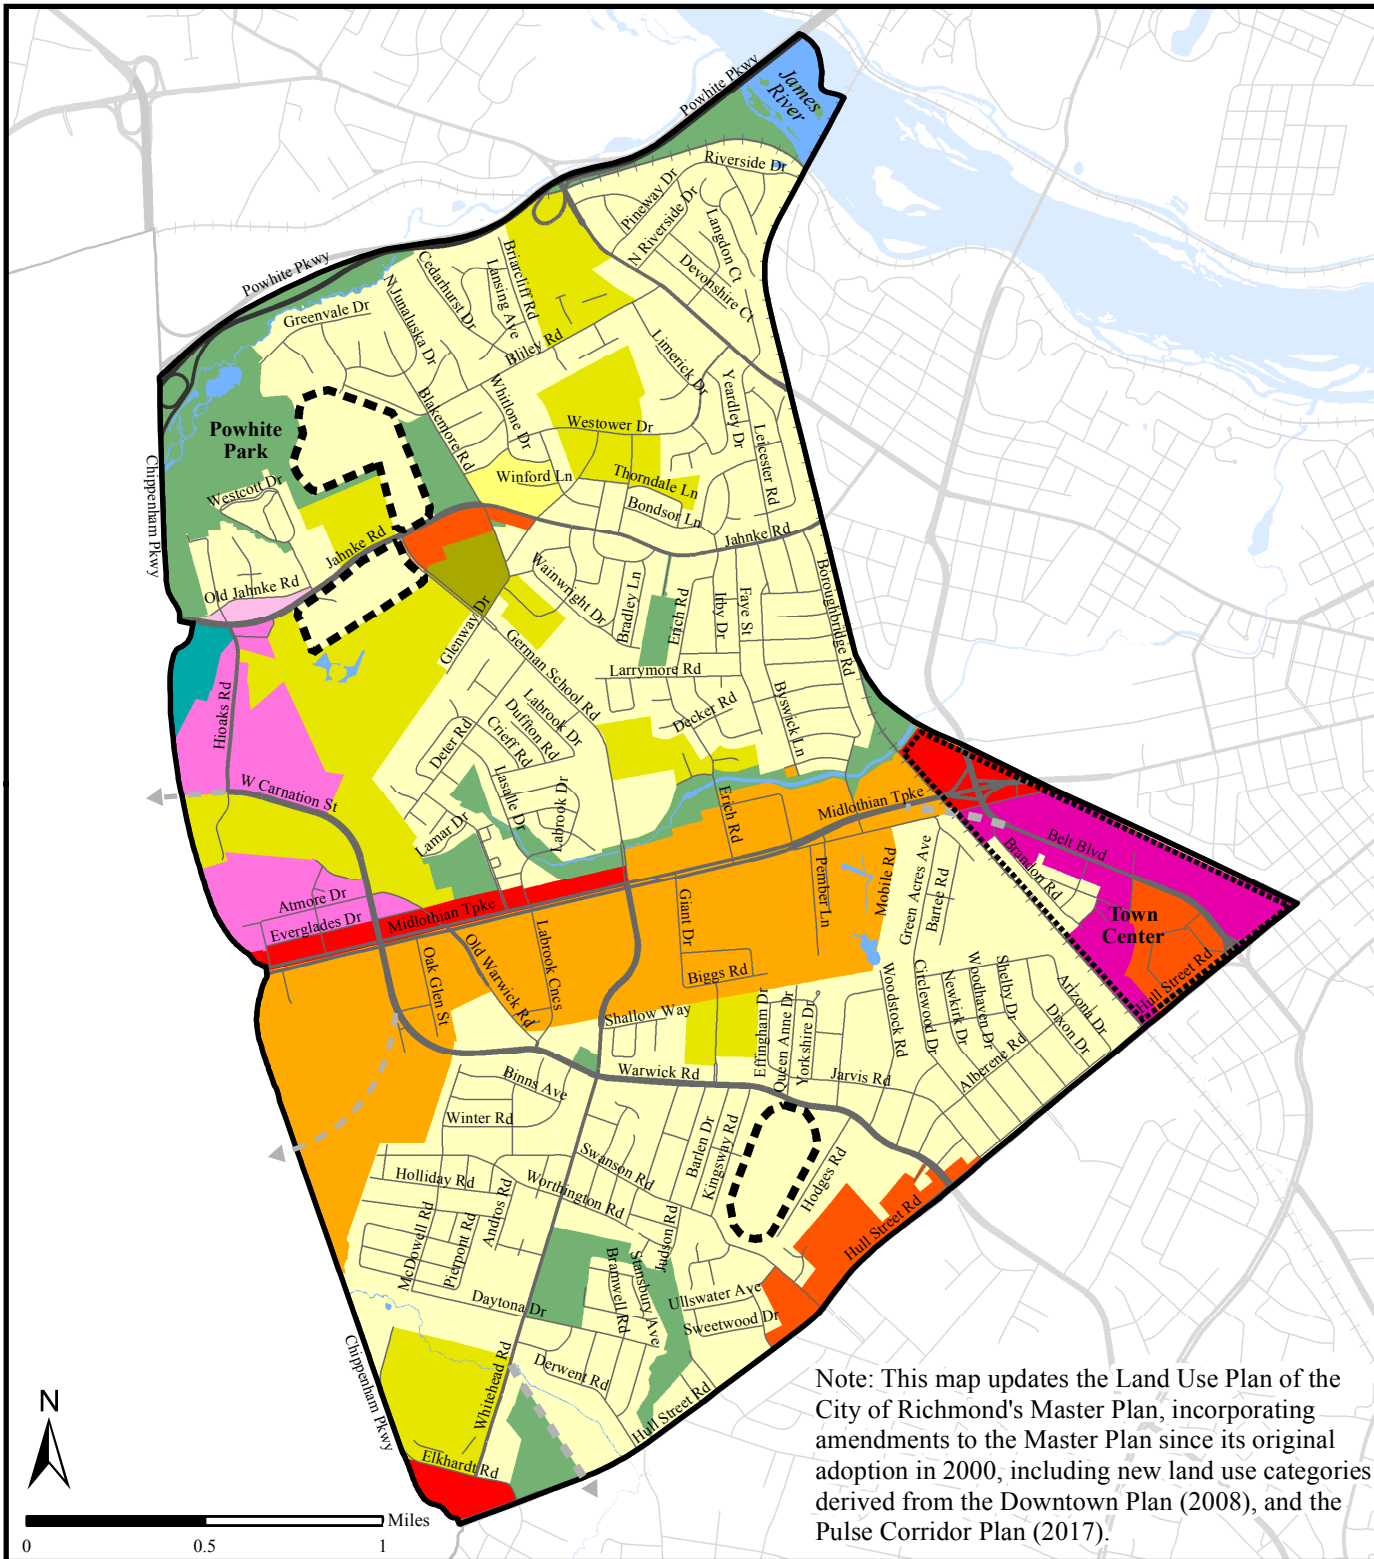 Powhite Pkwy
James
River
Riverside Dr
Pineway Dr
N Riverside Dr
Langdon Ct
Devonshire Ct
Powhite Pkwy
Briarcliff Rd
Cedarhurst Dr
Lansing Ave
N Junaluska Dr
Greenvale Dr
Bliley Rd
Limerick Dr
Yeardley Dr
Whitlone Dr
Blakemore Rd
Westower Dr
Leicester Rd
Powhite
Park
Winford Ln
Thorndale Ln
Bondsor Ln
Westcott Dr
Chippenham Pkwy
Jahnke Rd
Jahnke Rd
Old Jahnke Rd
Wainwright Dr
Bradley Ln
Erich Rd
Irby Dr
Faye St
Boroughbridge Rd
Glenway Dr
German School Rd
Larrymore Rd
Hioaks Rd
Labrook Dr
Duffton Rd
Crieff Rd
Deter Rd
Decker Rd
Byswick Ln
W Carnation St
Lasalle Dr
Labrook Dr
Lamar Dr
Erich Rd
Midlothian Tpke
Belt Blvd
Brandon Rd
Green Acres Ave
Bartee Rd
Mobile Rd
Pember Ln
Town
Center
Atmore Dr
Everglades Dr
Midlothian Tpke
Giant Dr
Oak Glen St
Old Warwick Rd
Labrook Cncs
Biggs Rd
Hull Street Rd
Woodstock Rd
Circlewood Dr
Newkirk Dr
Woodhaven Dr
Shelby Dr
Arizona Dr
Dixon Dr
Alberene Rd
Shallow Way
Effingham Dr
Queen Anne Dr
Yorkshire Dr
Binns Ave
Warwick Rd
Jarvis Rd
Winter Rd
Barlen Dr
Kingsway Rd
Swanson Rd
Holliday Rd
Worthington Rd
Andros Rd
Hodges Rd
McDowell Rd
Pierpont Rd
Judson Rd
Hull Street Rd
Bramwell Rd
Stansbury Ave
Daytona Dr
Ullswater Ave
Sweetwood Dr
Chippenham Pkwy
Whitehead Rd
Derwent Rd
Hull Street Rd
Elkhardt Rd
N
Miles
0 0.5 1
Note: This map updates the Land Use Plan of the
City of Richmond's Master Plan, incorporating
amendments to the Master Plan since its original
adoption in 2000, including new land use categories
derived from the Downtown Plan (2008), and the
Pulse Corridor Plan (2017).